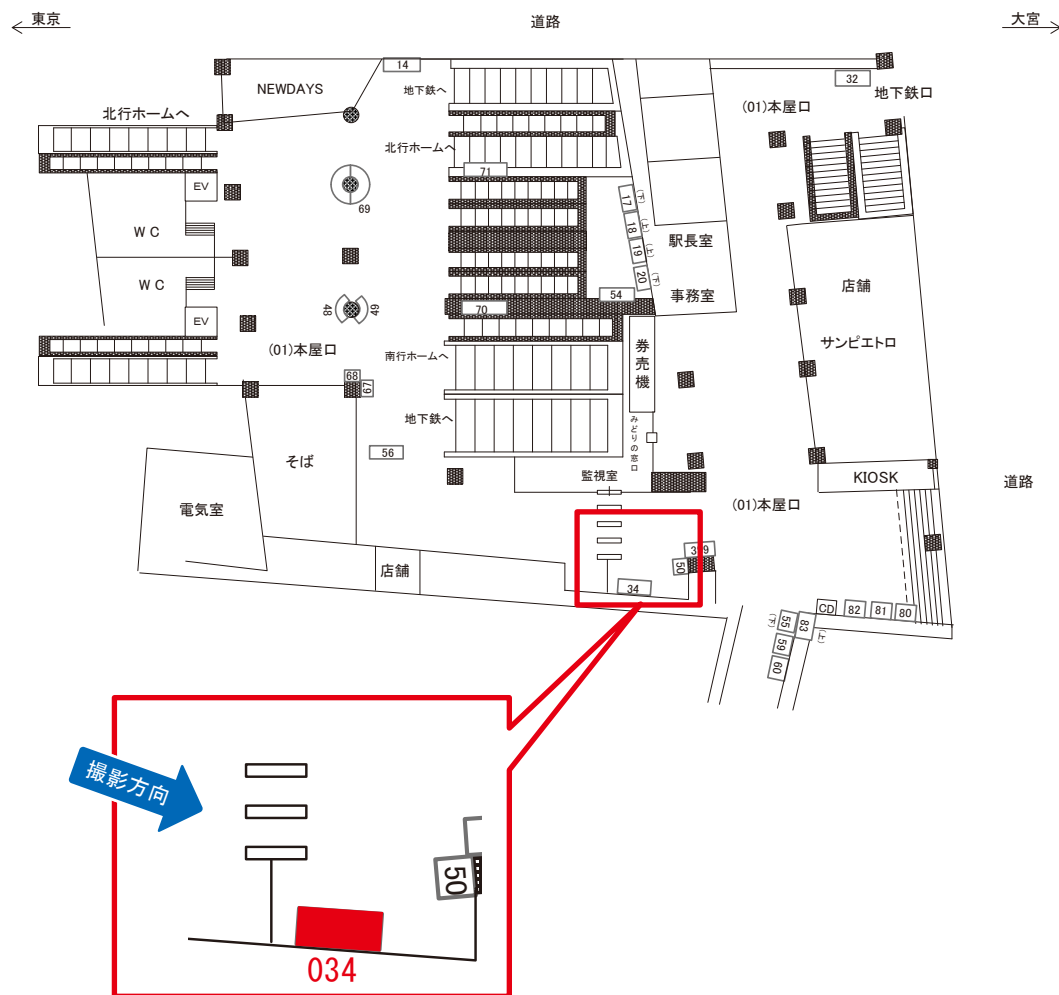 東京
道路
大宮
14
NEWDAYS
地下鉄へ
32
地下鉄口
(01)本屋口
北行ホームへ
北行ホームへ
71
EV
69
17
(下)
18
(上)
19
(上)
20
(下)
駅長室
W C
W C
54
事務室
店舗
EV
48
49
70
サンピエトロ
(01)本屋口
南行ホームへ
券売機
68
67
地下鉄へ
みどりの窓口
56
そば
監視室
KIOSK
道路
電気室
(01)本屋口
店舗
50
34
CD
82
81
80
(下)
55
83
(上)
59
60
撮影方向
50
034